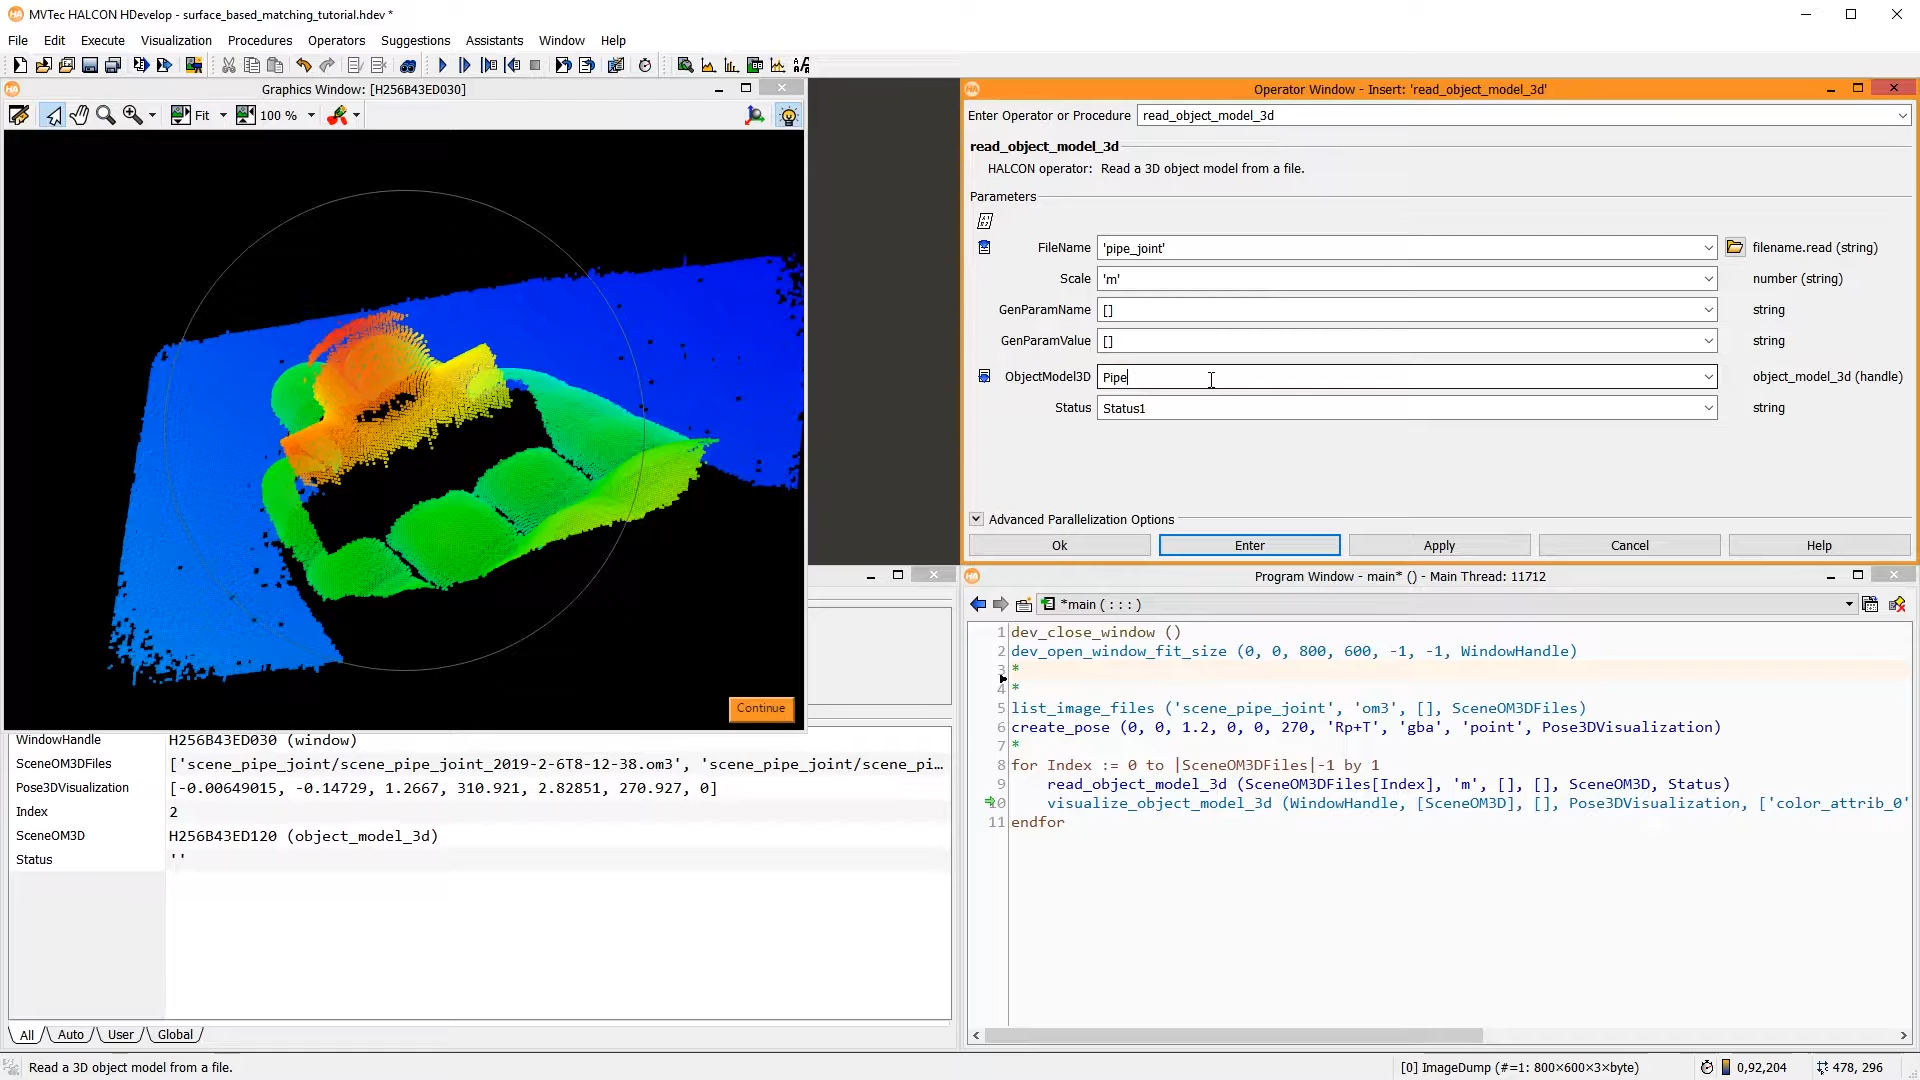 MVTec HALCON HDevelop - surface_based_matching_tutorial.hdev *
File Edit Execute Visualization Procedures Operators Suggestions Assistants Window Help
Graphics Window: [H256B43ED030]
Fit 100 %
Continue
Operator Window - Insert: 'read_object_model_3d'
Enter Operator or Procedure read_object_model_3d
read_object_model_3d
HALCON operator: Read a 3D object model from a file.
Parameters
FileName 'pipe_joint' filename.read (string)
Scale 'm' number (string)
GenParamName [] string
GenParamValue [] string
ObjectModel3D Pipe object_model_3d (handle)
Status Status1 string
Advanced Parallelization Options
Ok Enter Apply Cancel Help
Program Window - main* () - Main Thread: 11712
*main ( : : : )
1 dev_close_window ()
2 dev_open_window_fit_size (0, 0, 800, 600, -1, -1, WindowHandle)
3 *
4 *
5 list_image_files ('scene_pipe_joint', 'om3', [], SceneOM3DFiles)
6 create_pose (0, 0, 1.2, 0, 0, 270, 'Rp+T', 'gba', 'point', Pose3DVisualization)
7 *
8 for Index := 0 to |SceneOM3DFiles|-1 by 1
9 read_object_model_3d (SceneOM3DFiles[Index], 'm', [], [], SceneOM3D, Status)
10 visualize_object_model_3d (WindowHandle, [SceneOM3D], [], Pose3DVisualization, ['color_attrib_0'
11 endfor
WindowHandle H256B43ED030 (window)
SceneOM3DFiles ['scene_pipe_joint/scene_pipe_joint_2019-2-6T8-12-38.om3', 'scene_pipe_joint/scene_pi...
Pose3DVisualization [-0.00649015, -0.14729, 1.2667, 310.921, 2.82851, 270.927, 0]
Index 2
SceneOM3D H256B43ED120 (object_model_3d)
Status ''
All Auto User Global
Read a 3D object model from a file. [0] ImageDump (#=1: 800×600×3×byte) 0,92,204 478, 296